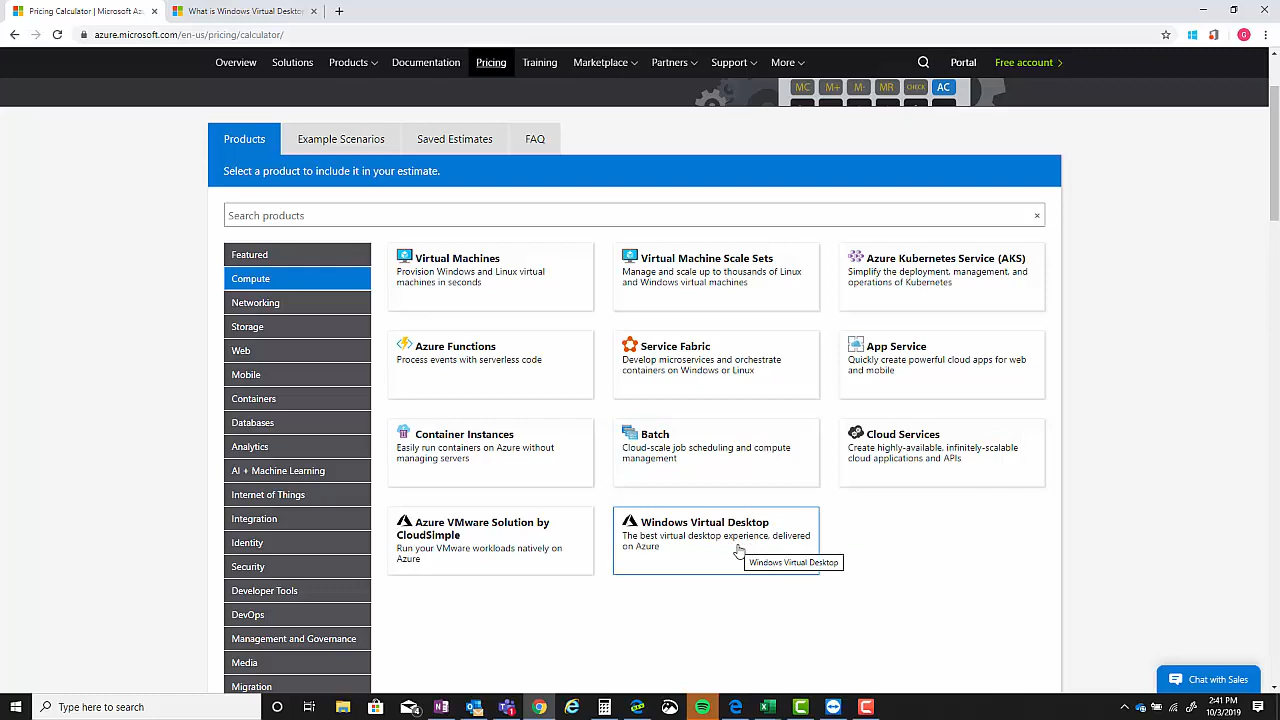 Pricing Calculator | Microsoft Az
What is Windows Virtual Desktop
azure.microsoft.com/en-us/pricing/calculator/
Overview
Solutions
Products
Documentation
Pricing
Training
Marketplace
Partners
Support
More
Portal
Free account
MC
M+
M-
MR
CHECK
AC
Products
Example Scenarios
Saved Estimates
FAQ
Select a product to include it in your estimate.
Search products
Featured
Compute
Networking
Storage
Web
Mobile
Containers
Databases
Analytics
AI + Machine Learning
Internet of Things
Integration
Identity
Security
Developer Tools
DevOps
Management and Governance
Media
Migration
Virtual Machines
Provision Windows and Linux virtual
machines in seconds
Virtual Machine Scale Sets
Manage and scale up to thousands of Linux
and Windows virtual machines
Azure Kubernetes Service (AKS)
Simplify the deployment, management, and
operations of Kubernetes
Azure Functions
Process events with serverless code
Service Fabric
Develop microservices and orchestrate
containers on Windows or Linux
App Service
Quickly create powerful cloud apps for web
and mobile
Container Instances
Easily run containers on Azure without
managing servers
Batch
Cloud-scale job scheduling and compute
management
Cloud Services
Create highly-available, infinitely-scalable
cloud applications and APIs
Azure VMware Solution by
CloudSimple
Run your VMware workloads natively on
Azure
Windows Virtual Desktop
The best virtual desktop experience, delivered
on Azure
Windows Virtual Desktop
Chat with Sales
Type here to search
2:41 PM
10/3/2019